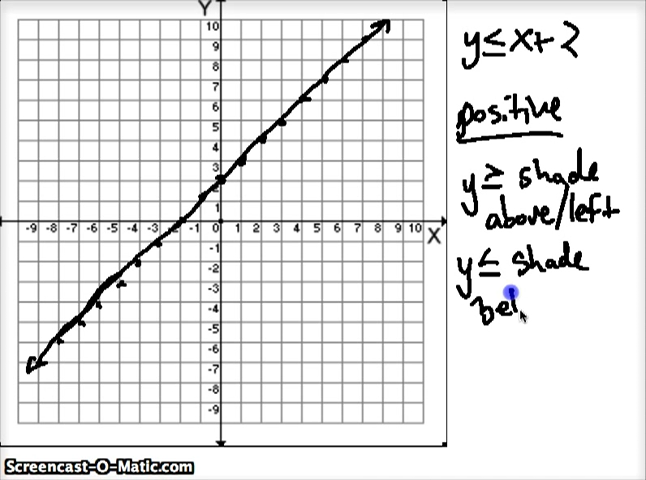 Y
10
9
8
7
6
5
4
3
2
1
-9 -8 -7 -6 -5 -4 -3 -2 -1 0 1 2 3 4 5 6 7 8 9 10
X
-1
-2
-3
-4
-5
-6
-7
-8
-9
y≤x+2
positive
y≥ shade
above/left
y≤ shade
bel
Screencast-O-Matic.com